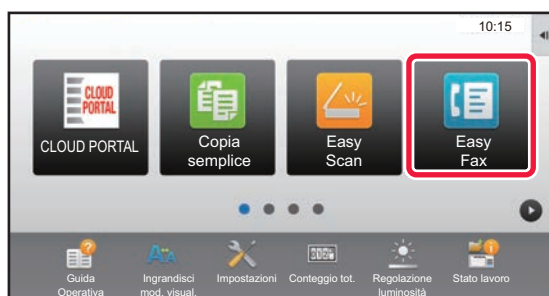 10:15
CLOUD
PORTAL
CLOUD PORTAL
Copia
semplice
Easy
Scan
Easy
Fax
Guida
Operativa
Ingrandisci
mod. visual.
Impostazioni
Conteggio tot.
Regolazione
luminosità
Stato lavoro